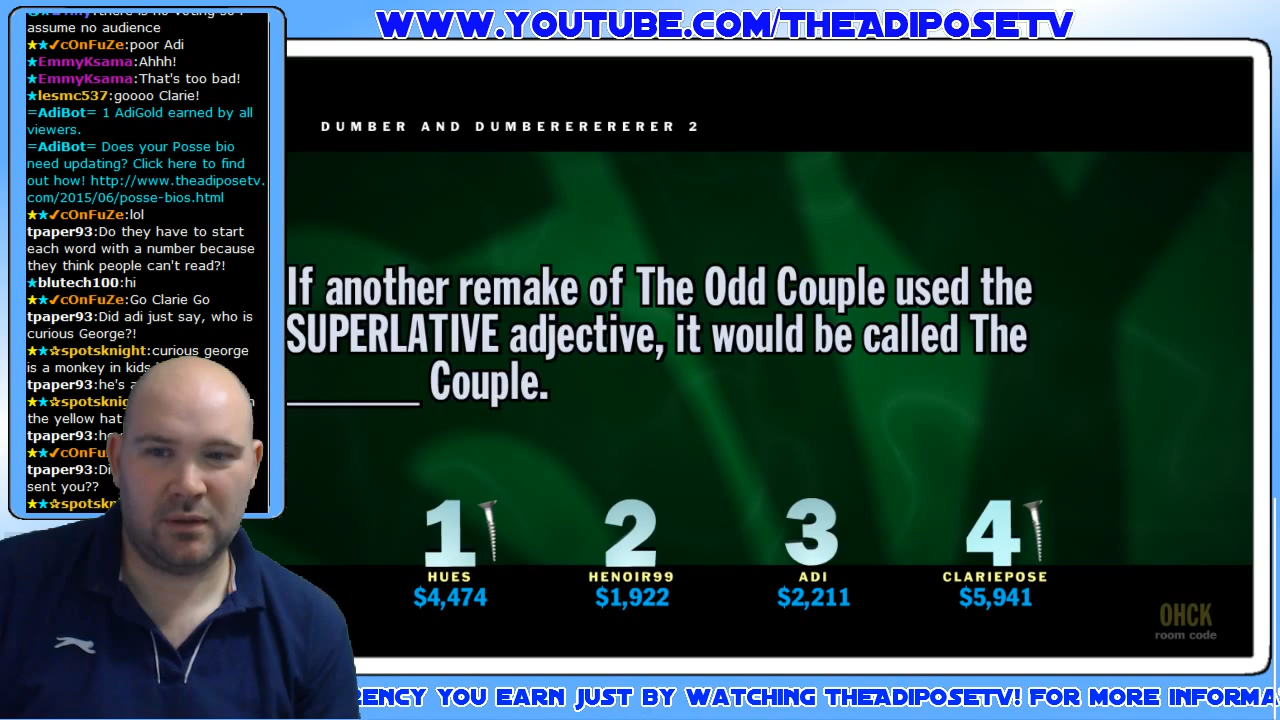 WWW.YOUTUBE.COM/THEADIPOSETV
assume no audience
★★✓cOnFuZe:poor Adi
★EmmyKsama:Ahhh!
★EmmyKsama:That's too bad!
★lesmc537:goooo Clarie!
=AdiBot= 1 AdiGold earned by all
viewers.
=AdiBot= Does your Posse bio
need updating? Click here to find
out how! http://www.theadiposetv.
com/2015/06/posse-bios.html
★★✓cOnFuZe:lol
tpaper93:Do they have to start
each word with a number because
they think people can't read?!
★blutech100:hi
★★✓cOnFuZe:Go Clarie Go
tpaper93:Did adi just say, who is
curious George?!
★★☆spotsknight:curious george
is a monkey in kids
tpaper93:he's
★★☆spotsknig
the yellow hat
tpaper93:
★★✓cOnFu
tpaper93:
sent you??
★★☆spotskn
DUMBER AND DUMBERERERERER 2
If another remake of The Odd Couple used the
SUPERLATIVE adjective, it would be called The
________ Couple.
1 2 3 4
HUES HENOIR99 ADI CLARIEPOSE
$4,474 $1,922 $2,211 $5,941
OHCK
room code
RENCY YOU EARN JUST BY WATCHING THEADIPOSETV! FOR MORE INFORMA